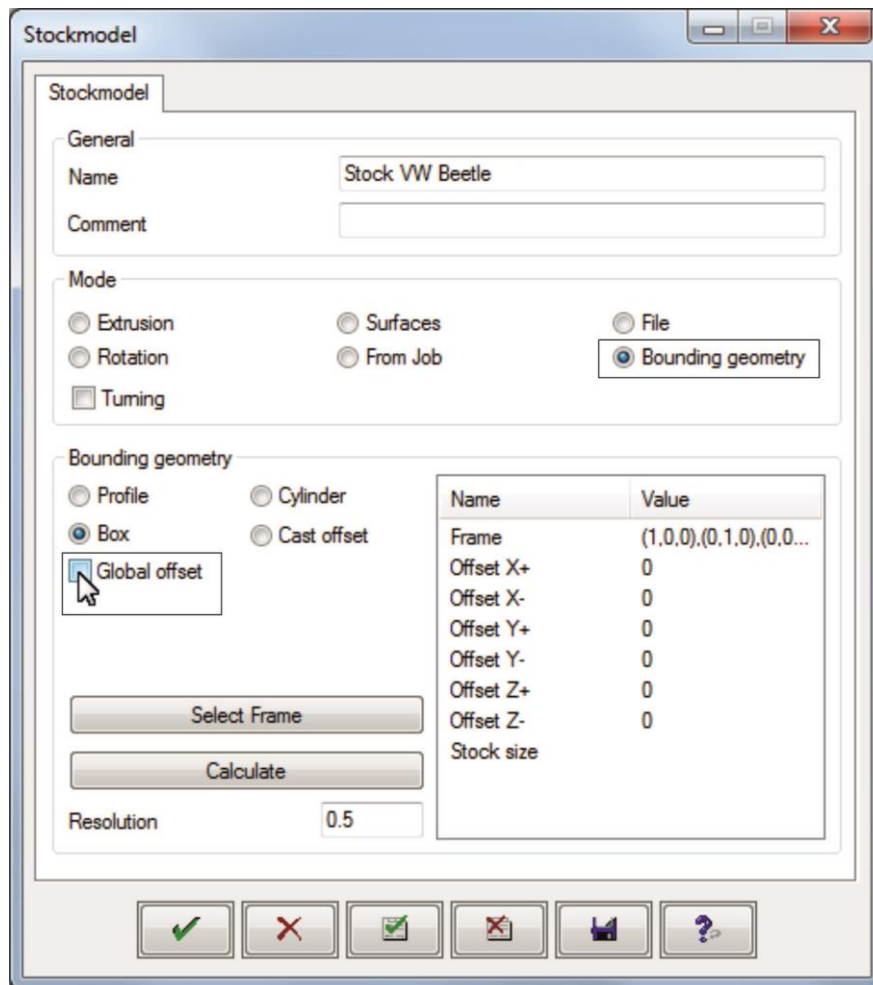 Stockmodel
Stockmodel
General
Name Stock VW Beetle
Comment
Mode
Extrusion Surfaces File
Rotation From Job Bounding geometry
Turning
Bounding geometry
Profile Cylinder
Box Cast offset
Global offset
Select Frame
Calculate
Resolution 0.5
Name Value
Frame (1,0,0),(0,1,0),(0,0...
Offset X+ 0
Offset X- 0
Offset Y+ 0
Offset Y- 0
Offset Z+ 0
Offset Z- 0
Stock size